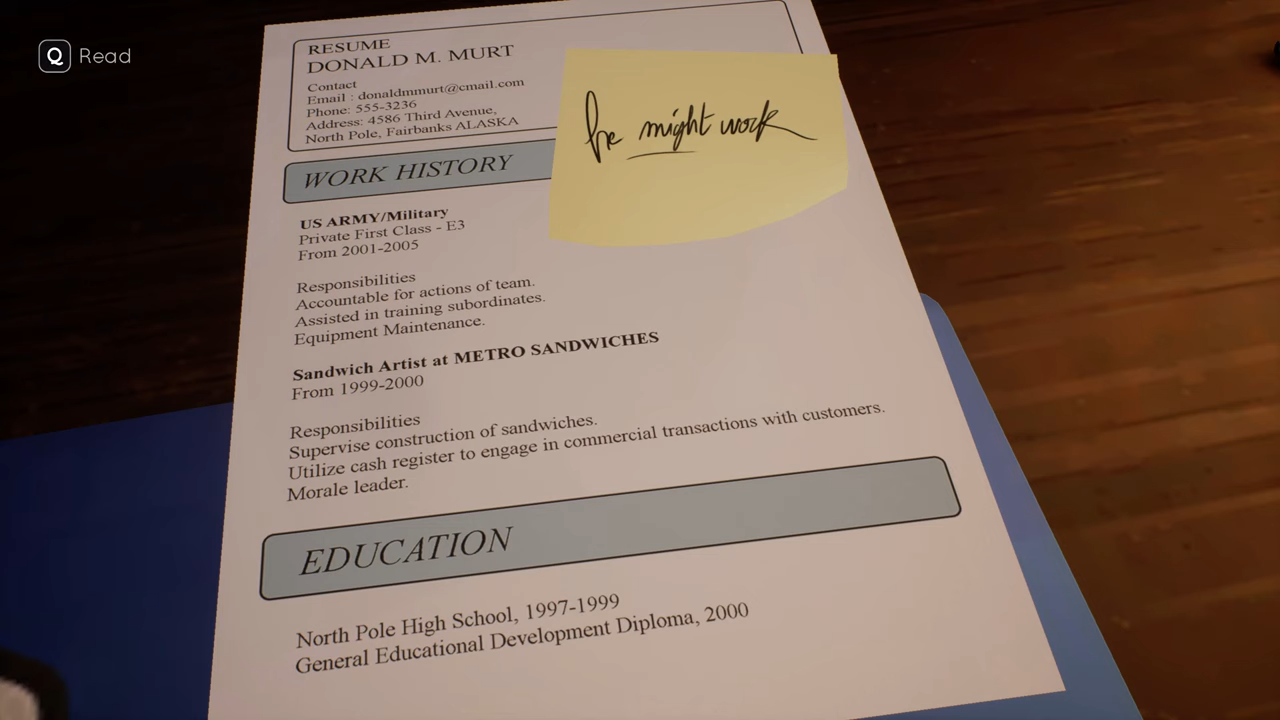 Q Read
RESUME
DONALD M. MURT
Contact
Email : donaldmmurt@cmail.com
Phone: 555-3236
Address: 4586 Third Avenue,
North Pole, Fairbanks ALASKA
he might work
WORK HISTORY
US ARMY/Military
Private First Class - E3
From 2001-2005
Responsibilities
Accountable for actions of team.
Assisted in training subordinates.
Equipment Maintenance.
Sandwich Artist at METRO SANDWICHES
From 1999-2000
Responsibilities
Supervise construction of sandwiches.
Utilize cash register to engage in commercial transactions with customers.
Morale leader.
EDUCATION
North Pole High School, 1997-1999
General Educational Development Diploma, 2000